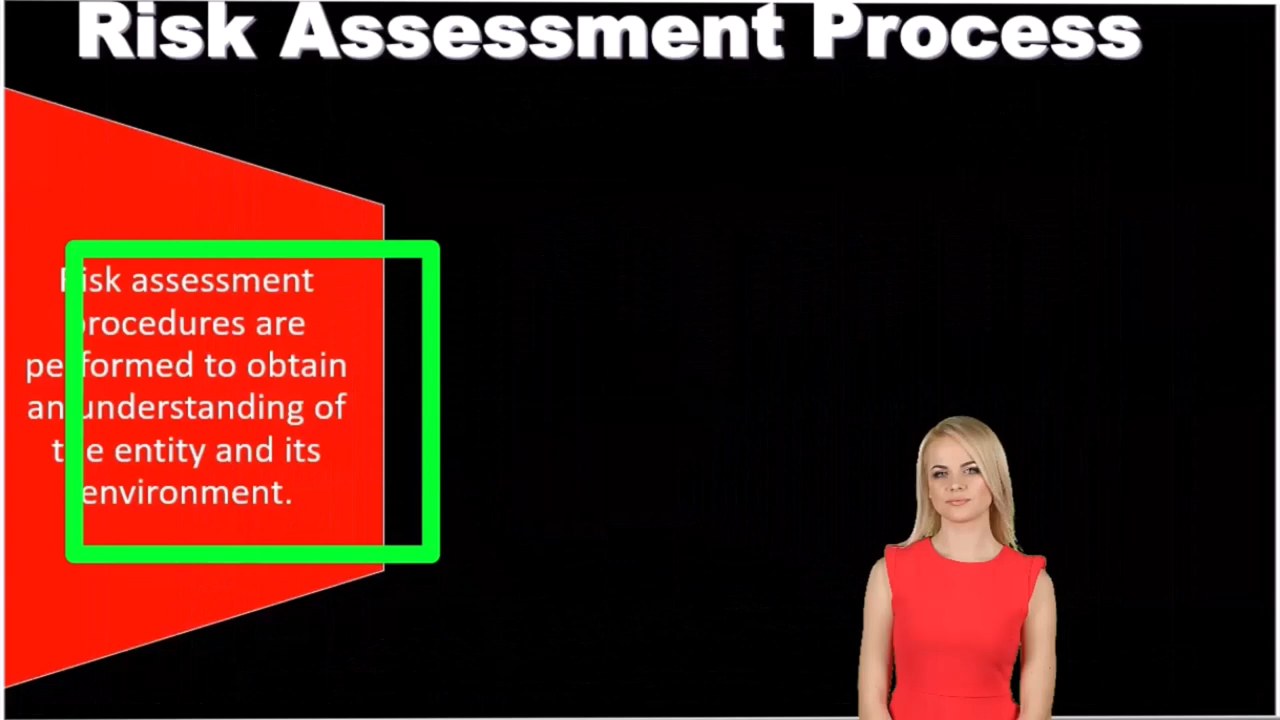 Risk Assessment Process
Risk assessment
procedures are
performed to obtain
an understanding of
the entity and its
environment.